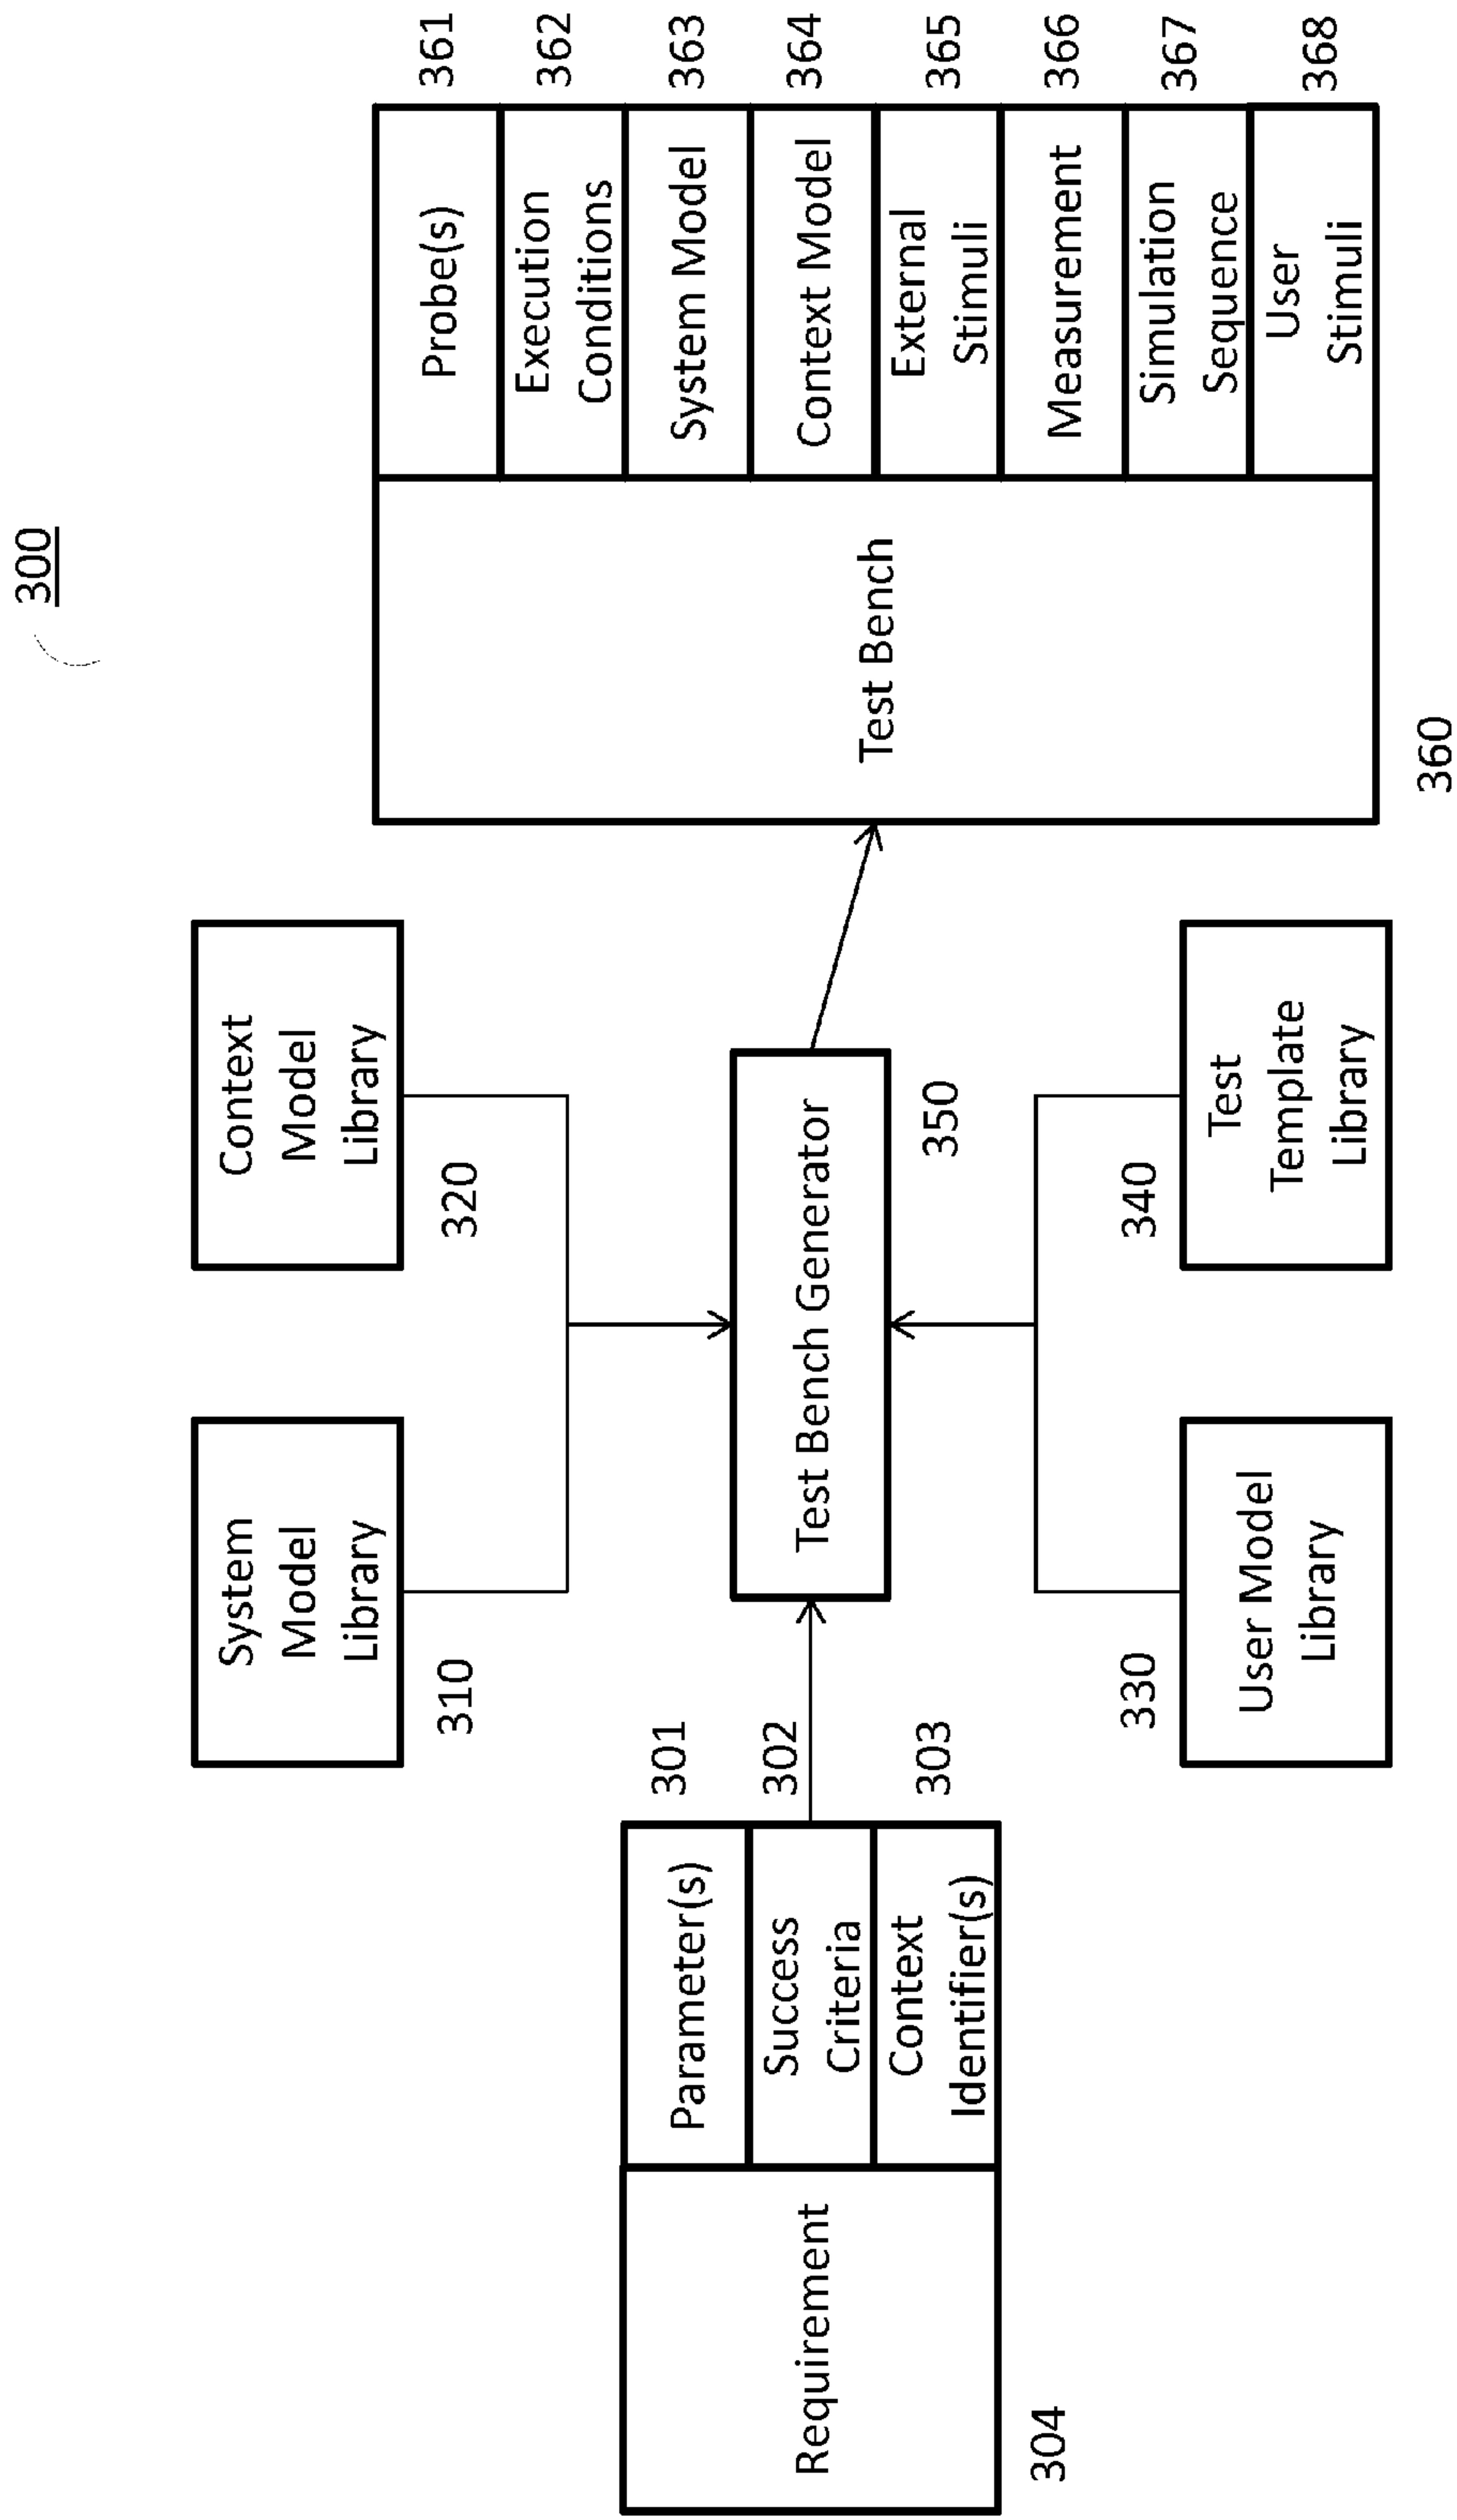 300
System
Model
Library
310
Context
Model
Library
320
Requirement
304
Parameter(s)
301
Success
Criteria
302
Context
Identifier(s)
303
Test Bench Generator
350
User Model
Library
330
Test
Template
Library
340
Test Bench
360
Probe(s)
361
Execution
Conditions
362
System Model
363
Context Model
364
External
Stimuli
365
Measurement
366
Simulation
Sequence
367
User
Stimuli
368